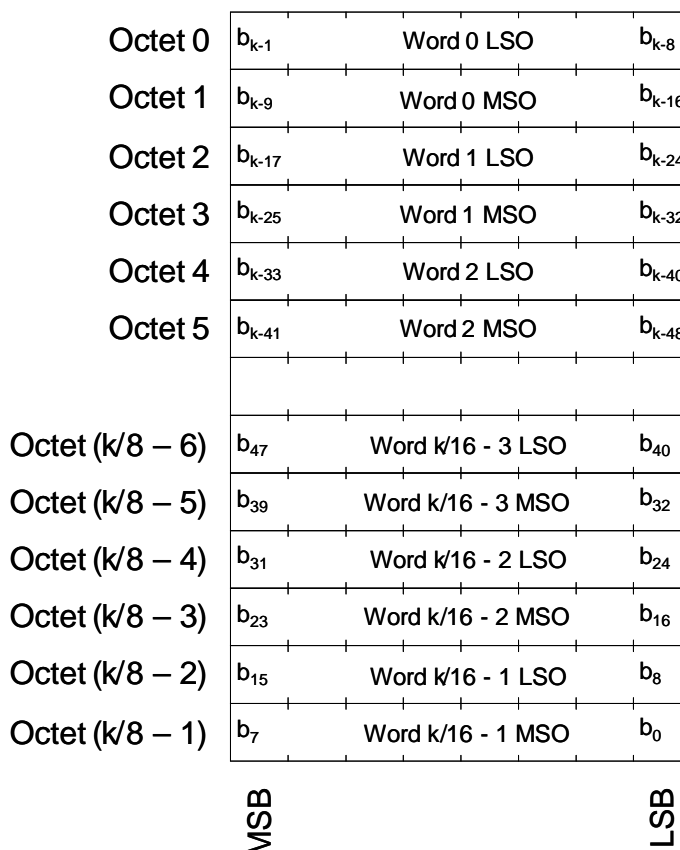 Octet 0 b_{k-1} Word 0 LSO b_{k-8}
Octet 1 b_{k-9} Word 0 MSO b_{k-16}
Octet 2 b_{k-17} Word 1 LSO b_{k-24}
Octet 3 b_{k-25} Word 1 MSO b_{k-32}
Octet 4 b_{k-33} Word 2 LSO b_{k-40}
Octet 5 b_{k-41} Word 2 MSO b_{k-48}
Octet (k/8 – 6) b_{47} Word k/16 - 3 LSO b_{40}
Octet (k/8 – 5) b_{39} Word k/16 - 3 MSO b_{32}
Octet (k/8 – 4) b_{31} Word k/16 - 2 LSO b_{24}
Octet (k/8 – 3) b_{23} Word k/16 - 2 MSO b_{16}
Octet (k/8 – 2) b_{15} Word k/16 - 1 LSO b_{8}
Octet (k/8 – 1) b_{7} Word k/16 - 1 MSO b_{0}
MSB LSB